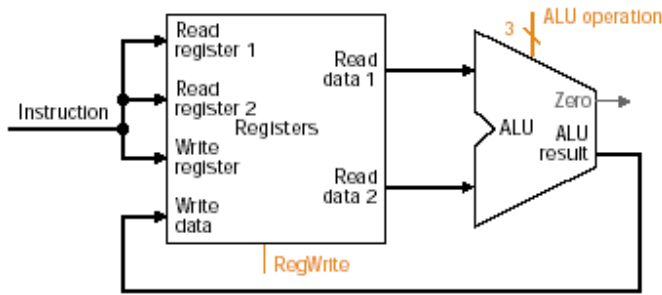 ALU operation
3
Read
register 1
Read
data 1
Read
register 2
Instruction
Registers
Zero
ALU
ALU
result
Write
register
Read
data 2
Write
data
RegWrite